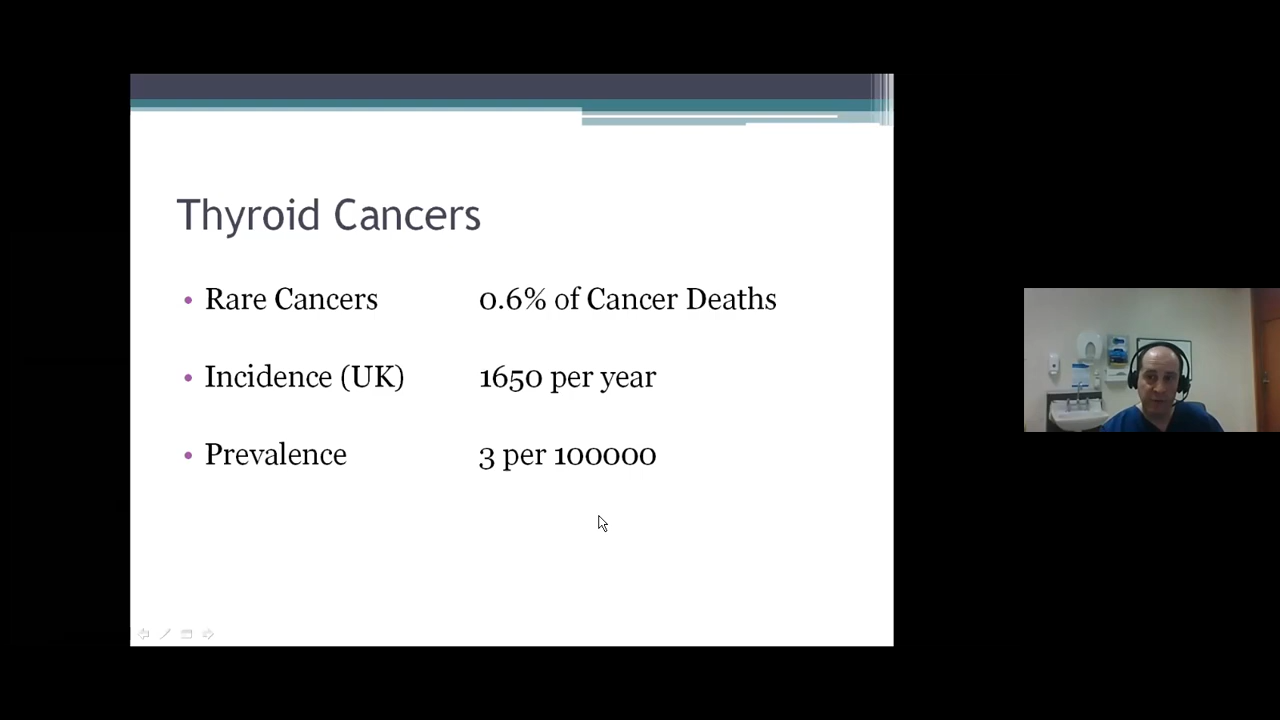 Thyroid Cancers
• Rare Cancers 0.6% of Cancer Deaths
• Incidence (UK) 1650 per year
• Prevalence 3 per 100000